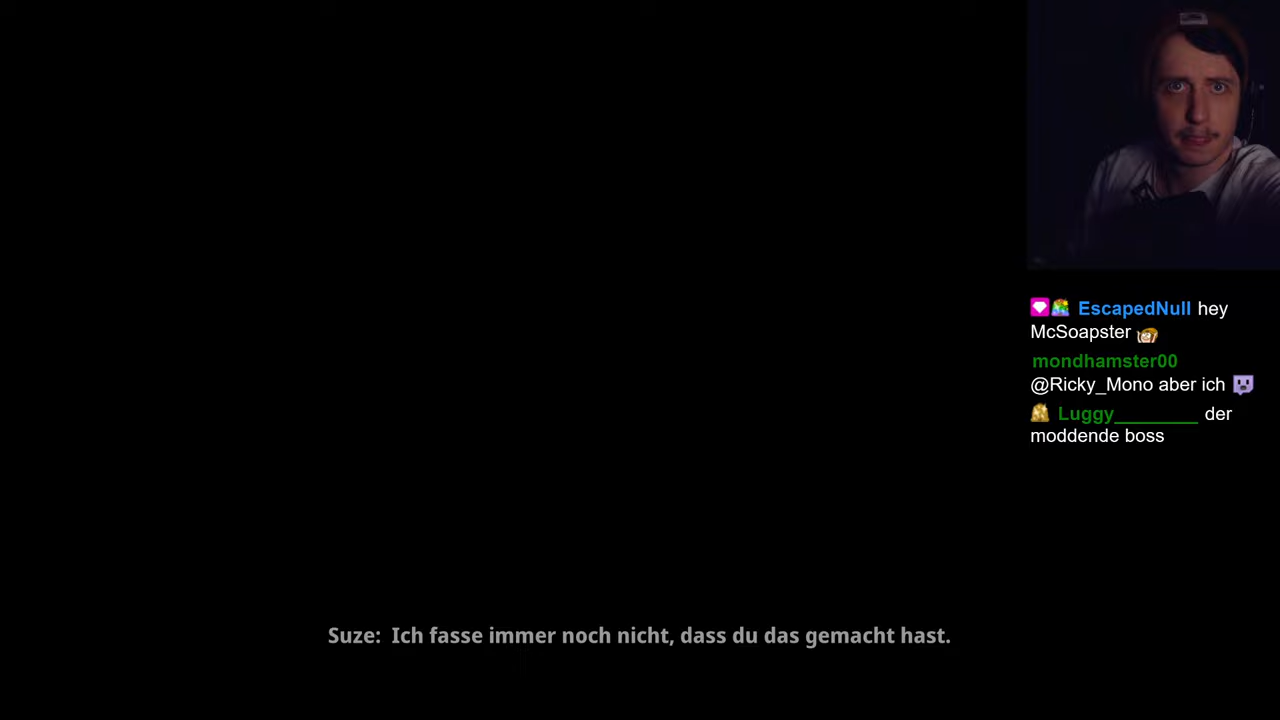 EscapedNull hey
McSoapster
mondhamster00
@Ricky_Mono aber ich
Luggy________ der
moddende boss
Suze: Ich fasse immer noch nicht, dass du das gemacht hast.